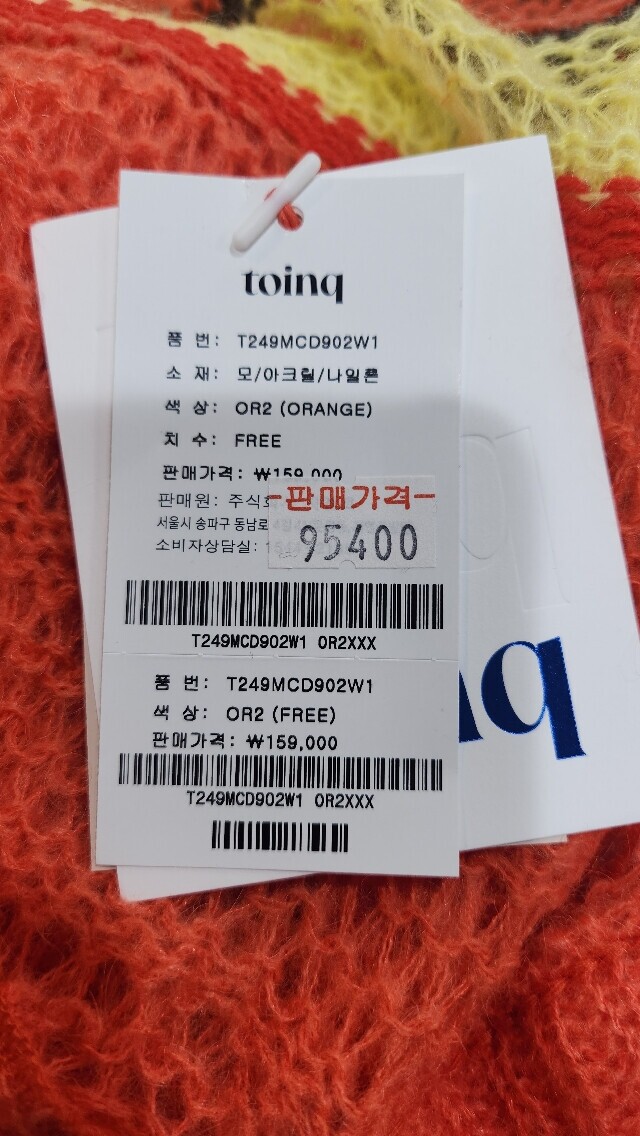 toinq
품 번: T249MCD902W1
소 재: 모/아크릴/나일론
색 상: OR2 (ORANGE)
치 수: FREE
판매가격: ₩159,000
판매원: 주식회
-판매가격-
서울시 송파구 동남로
95400
소비자상담실:
T249MCD902W1 OR2XXX
품 번: T249MCD902W1
색 상: OR2 (FREE)
판매가격: ₩159,000
T249MCD902W1 OR2XXX
nq